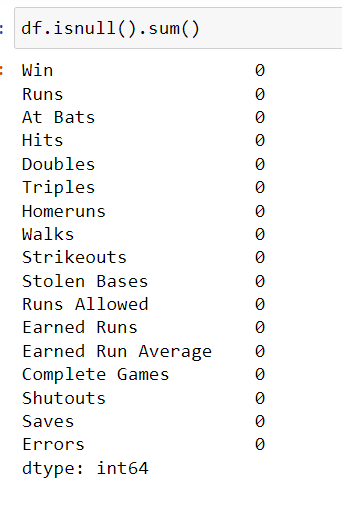 df.isnull().sum()
Win 0
Runs 0
At Bats 0
Hits 0
Doubles 0
Triples 0
Homeruns 0
Walks 0
Strikeouts 0
Stolen Bases 0
Runs Allowed 0
Earned Runs 0
Earned Run Average 0
Complete Games 0
Shutouts 0
Saves 0
Errors 0
dtype: int64